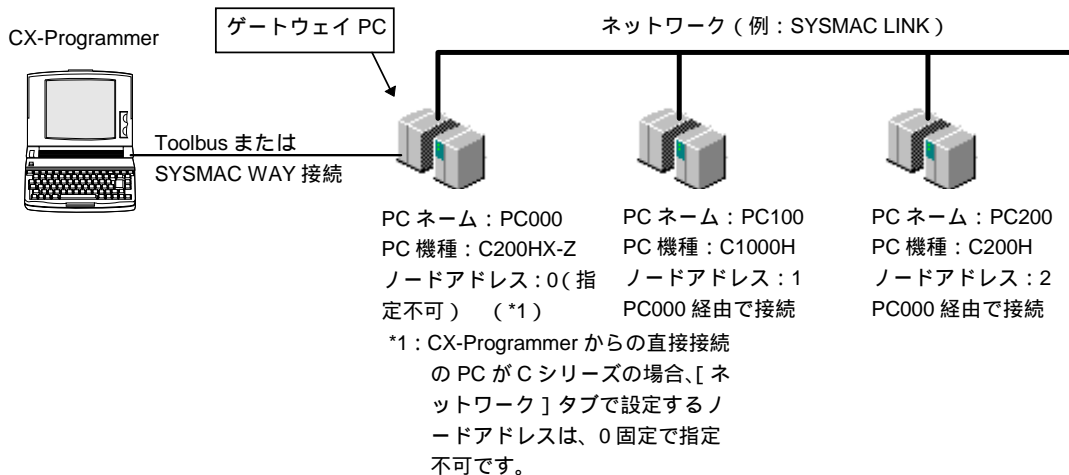 CX-Programmer
ゲートウェイ PC
ネットワーク（例：SYSMAC LINK）
Toolbus または
SYSMAC WAY 接続
PC ネーム：PC000
PC 機種：C200HX-Z
ノードアドレス：0（指
定不可）　（*1）
PC ネーム：PC100
PC 機種：C1000H
ノードアドレス：1
PC000 経由で接続
PC ネーム：PC200
PC 機種：C200H
ノードアドレス：2
PC000 経由で接続
*1：CX-Programmer からの直接接続
の PC が C シリーズの場合、［ネ
ットワーク］タブで設定するノ
ードアドレスは、0 固定で指定
不可です。